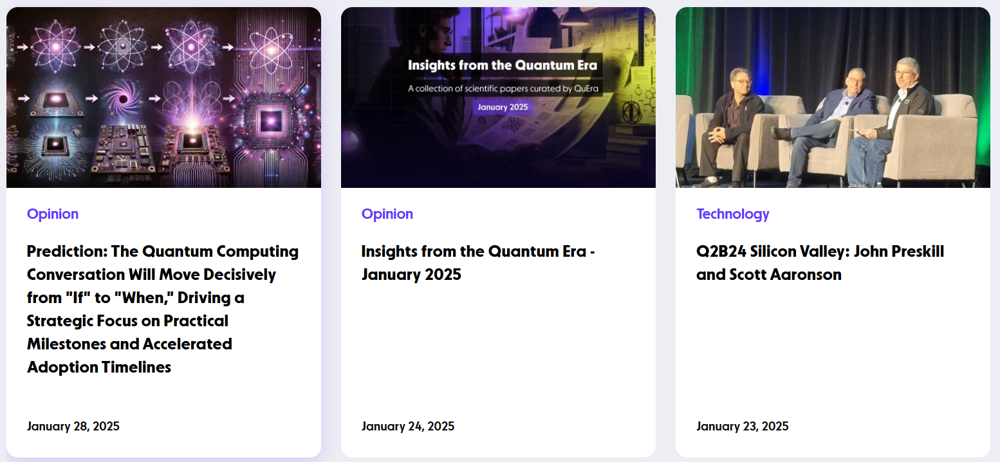 Insights from the Quantum Era
A collection of scientific papers curated by QuEra
January 2025
Opinion
Prediction: The Quantum Computing
Conversation Will Move Decisively
from "If" to "When," Driving a
Strategic Focus on Practical
Milestones and Accelerated
Adoption Timelines
January 28, 2025
Opinion
Insights from the Quantum Era -
January 2025
January 24, 2025
Technology
Q2B24 Silicon Valley: John Preskill
and Scott Aaronson
January 23, 2025